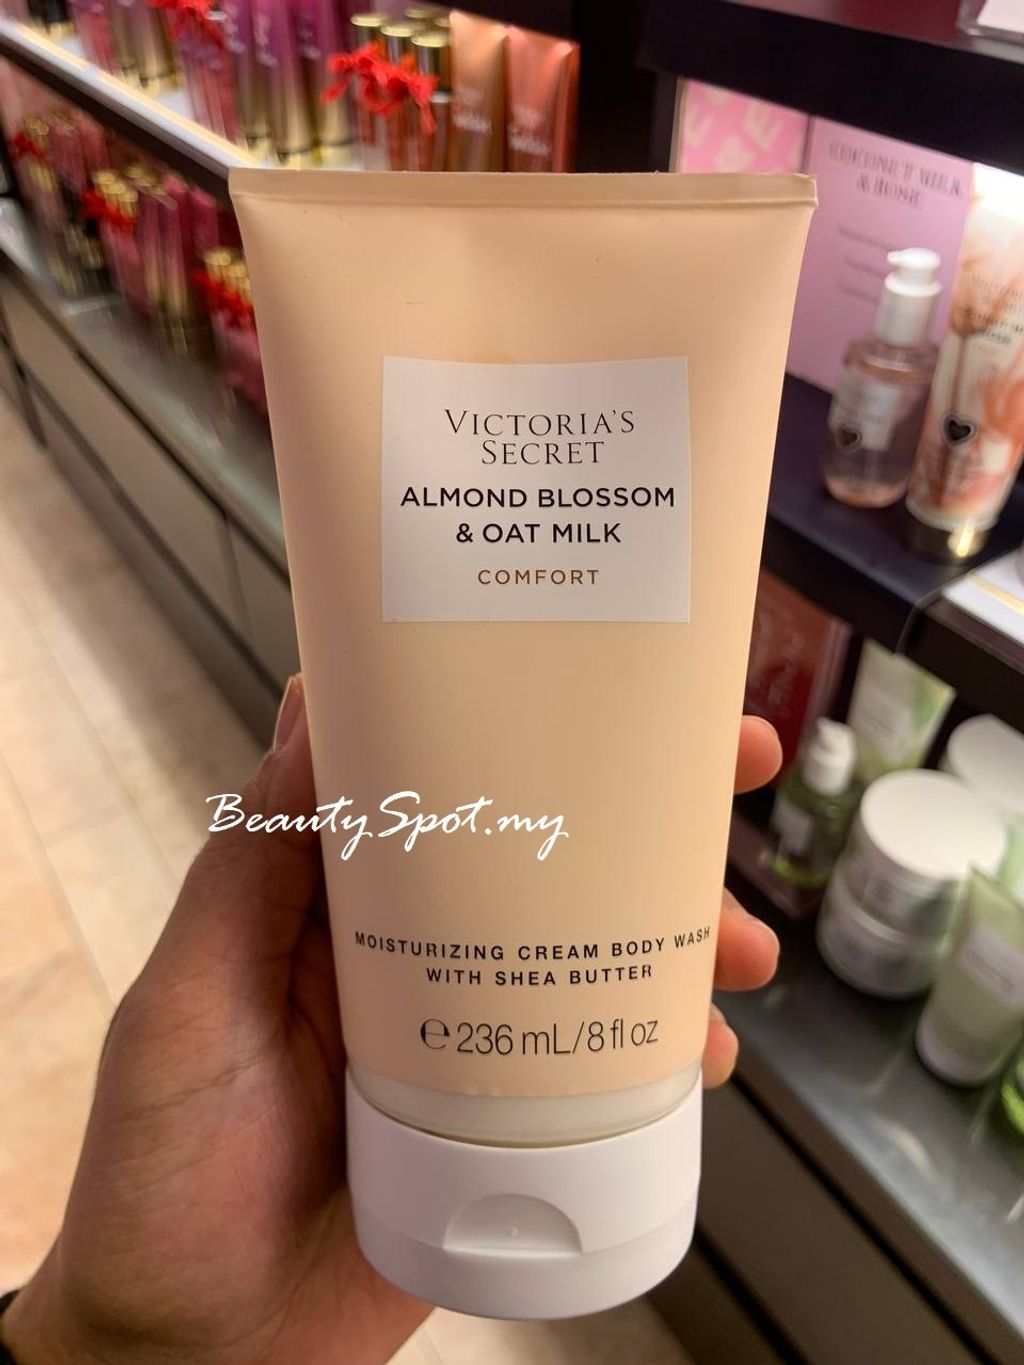 COCONUT MILK
& ROSE
VICTORIA'S
SECRET
ALMOND BLOSSOM
& OAT MILK
COMFORT
BeautySpot.my
MOISTURIZING CREAM BODY WASH
WITH SHEA BUTTER
℮ 236 mL/8 fl oz